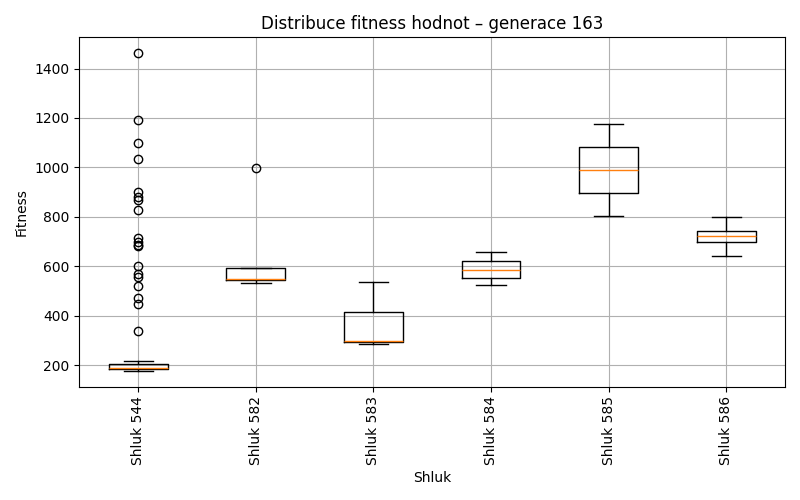 Distribuce fitness hodnot – generace 163
Fitness
1400
1200
1000
800
600
400
200
Shluk 544
Shluk 582
Shluk 583
Shluk 584
Shluk 585
Shluk 586
Shluk